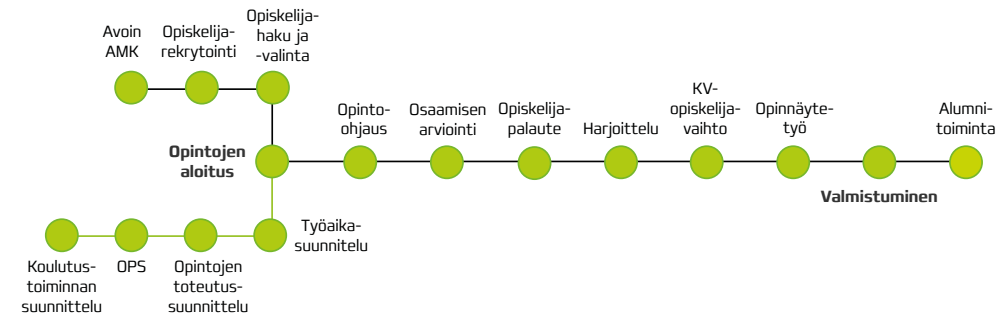 Avoin
AMK
Opiskelija-
rekrytointi
Opiskelija-
haku ja
-valinta
Opintojen
aloitus
Opinto-
ohjaus
Osaamisen
arviointi
Opiskelija-
palaute
Harjoittelu
KV-
opiskelija-
vaihto
Opinnäyte-
työ
Valmistuminen
Alumni-
toiminta
Koulutus-
toiminnan
suunnittelu
OPS
Opintojen
toteutus-
suunnittelu
Työaika-
suunnitelu